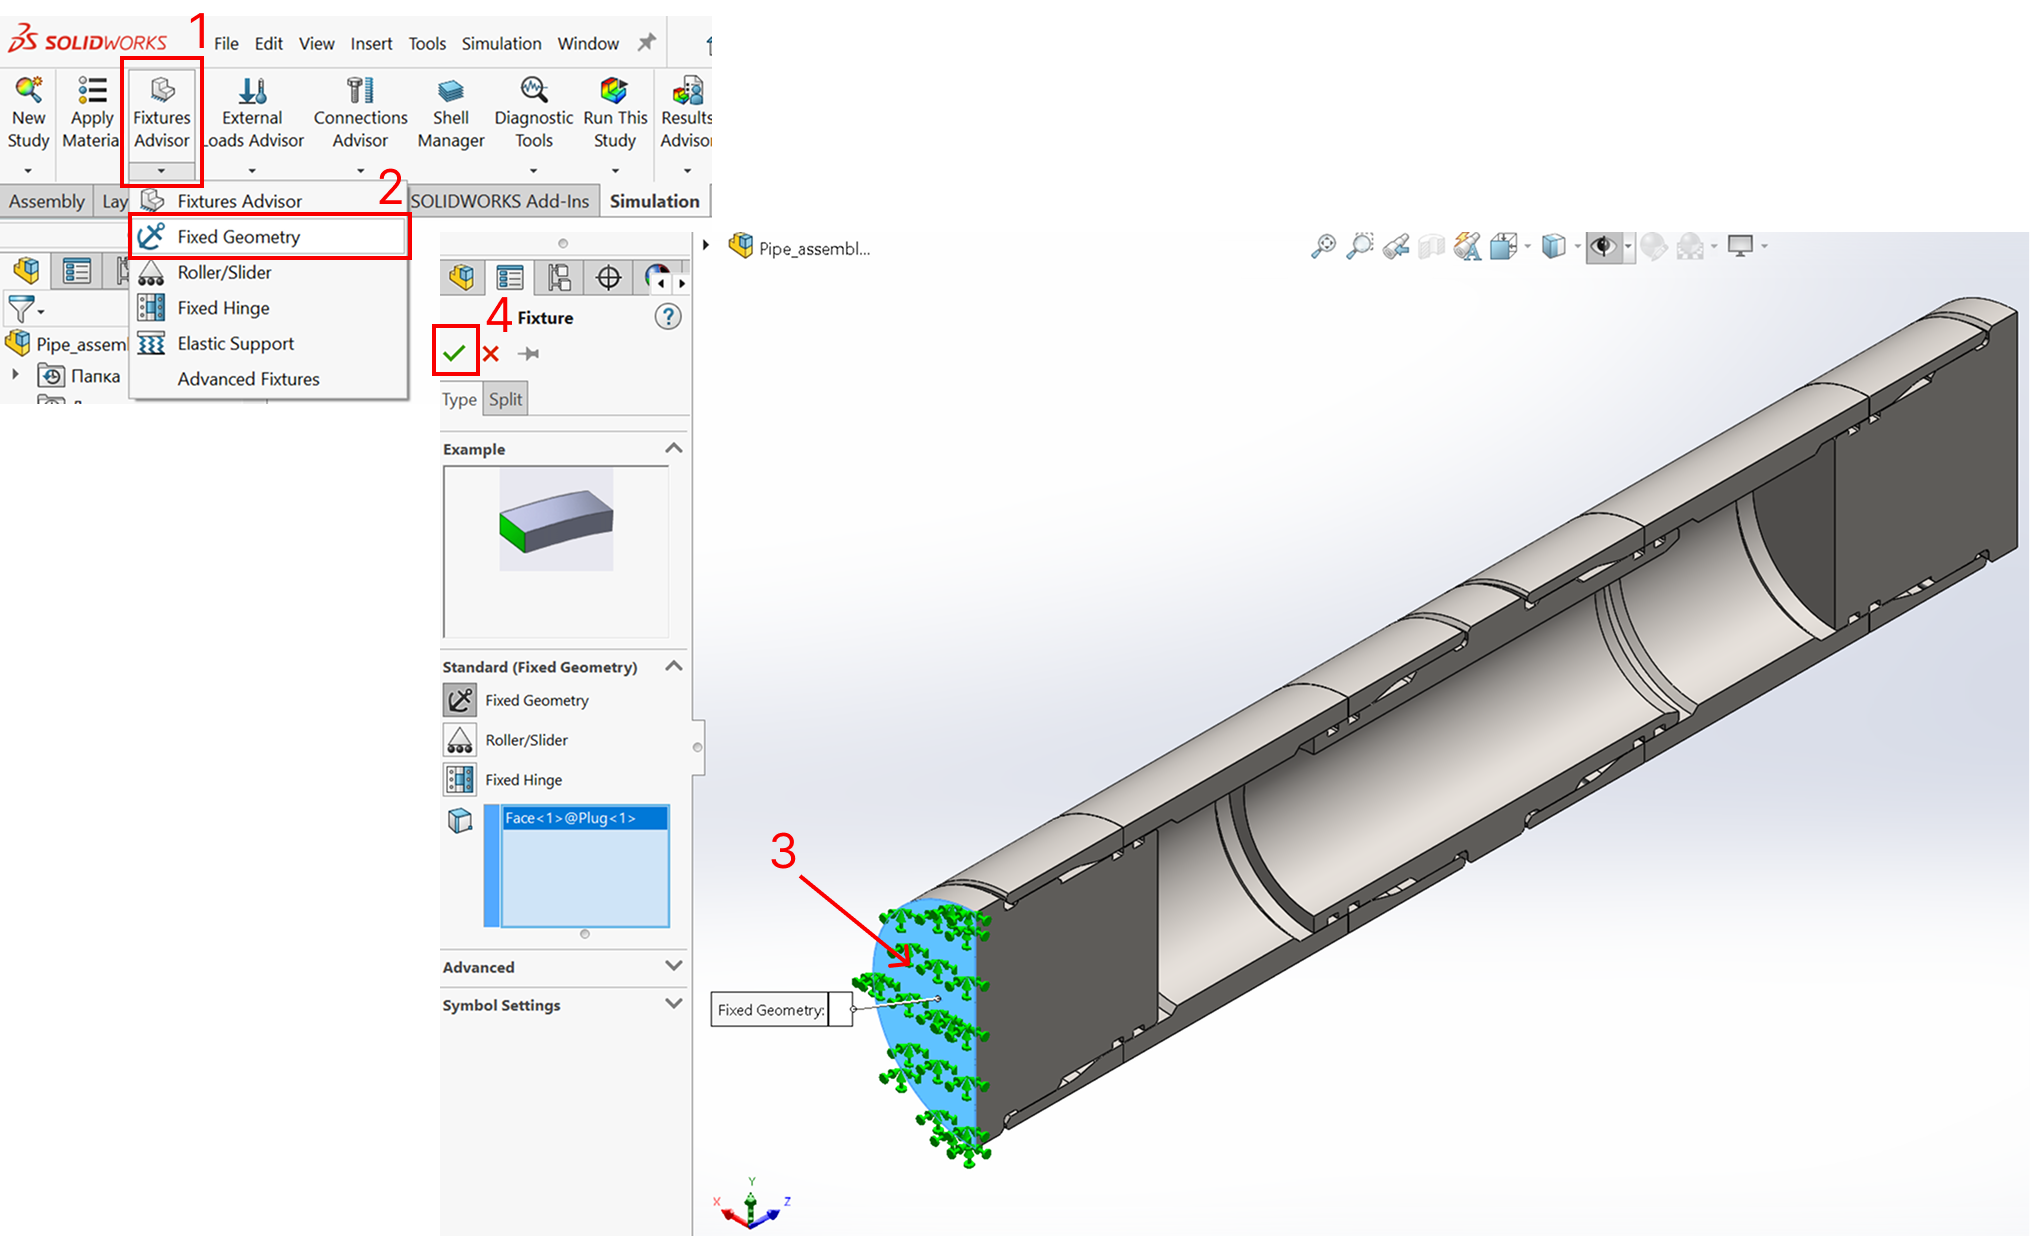 1
SOLIDWORKS File Edit View Insert Tools Simulation Window
New Study
Apply Materia
Fixtures Advisor
External Loads Advisor
Connections Advisor
Shell Manager
Diagnostic Tools
Run This Study
Results Advisor
2
Assembly Lay SOLIDWORKS Add-Ins Simulation
Fixtures Advisor
Fixed Geometry
Roller/Slider
Fixed Hinge
Elastic Support
Advanced Fixtures
Pipe_assem
Папка
Pipe_assembl...
4
Fixture
?
Type Split
Example
Standard (Fixed Geometry)
Fixed Geometry
Roller/Slider
Fixed Hinge
Face<1>@Plug<1>
Advanced
Symbol Settings
3
Fixed Geometry:
Y
X Z